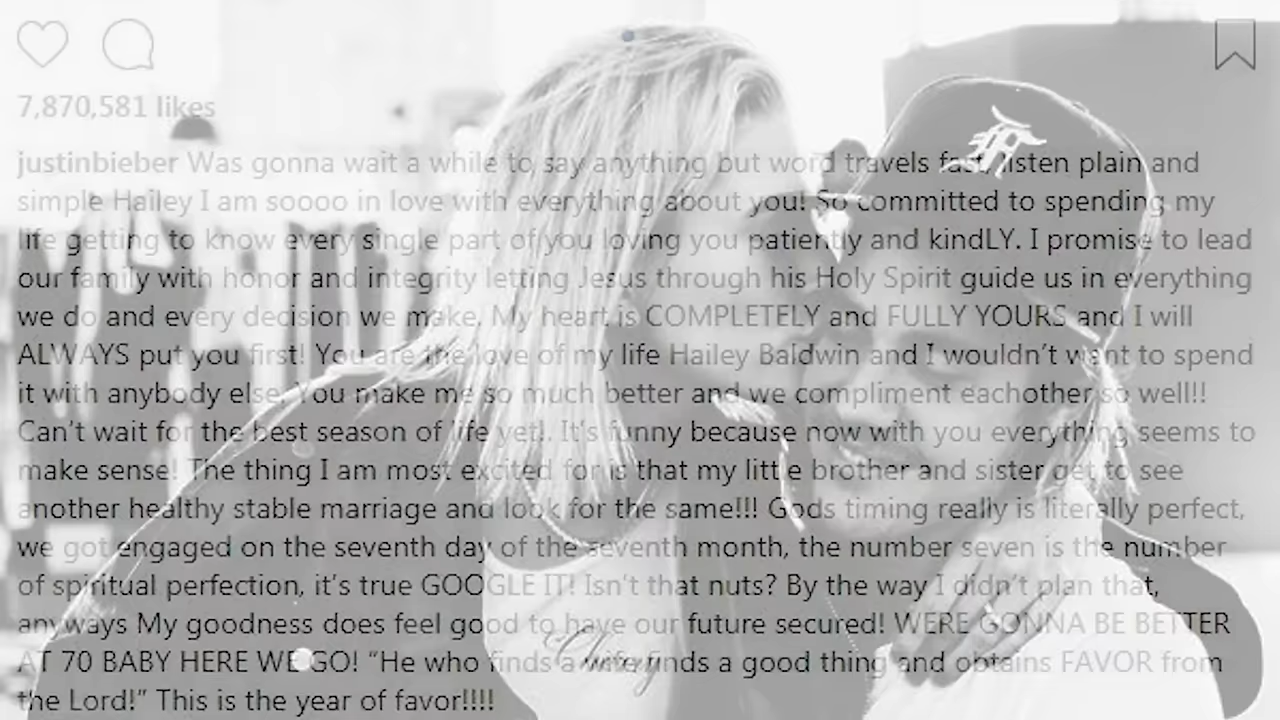 7,870,581 likes
justinbieber Was gonna wait a while to say anything but word travels fast, listen plain and
simple Hailey I am soooo in love with everything about you! So committed to spending my
life getting to know every single part of you loving you patiently and kindLY. I promise to lead
our family with honor and integrity letting Jesus through his Holy Spirit guide us in everything
we do and every decision we make. My heart is COMPLETELY and FULLY YOURS and I will
ALWAYS put you first! You are the love of my life Hailey Baldwin and I wouldn't want to spend
it with anybody else. You make me so much better and we compliment eachother so well!!
Can't wait for the best season of life yet!. It's funny because now with you everything seems to
make sense! The thing I am most excited for is that my little brother and sister get to see
another healthy stable marriage and look for the same!!! Gods timing really is literally perfect,
we got engaged on the seventh day of the seventh month, the number seven is the number
of spiritual perfection, it's true GOOGLE IT! Isn't that nuts? By the way I didn't plan that,
anyways My goodness does feel good to have our future secured! WERE GONNA BE BETTER
AT 70 BABY HERE WE GO! “He who finds a wife finds a good thing and obtains FAVOR from
the Lord!” This is the year of favor!!!!